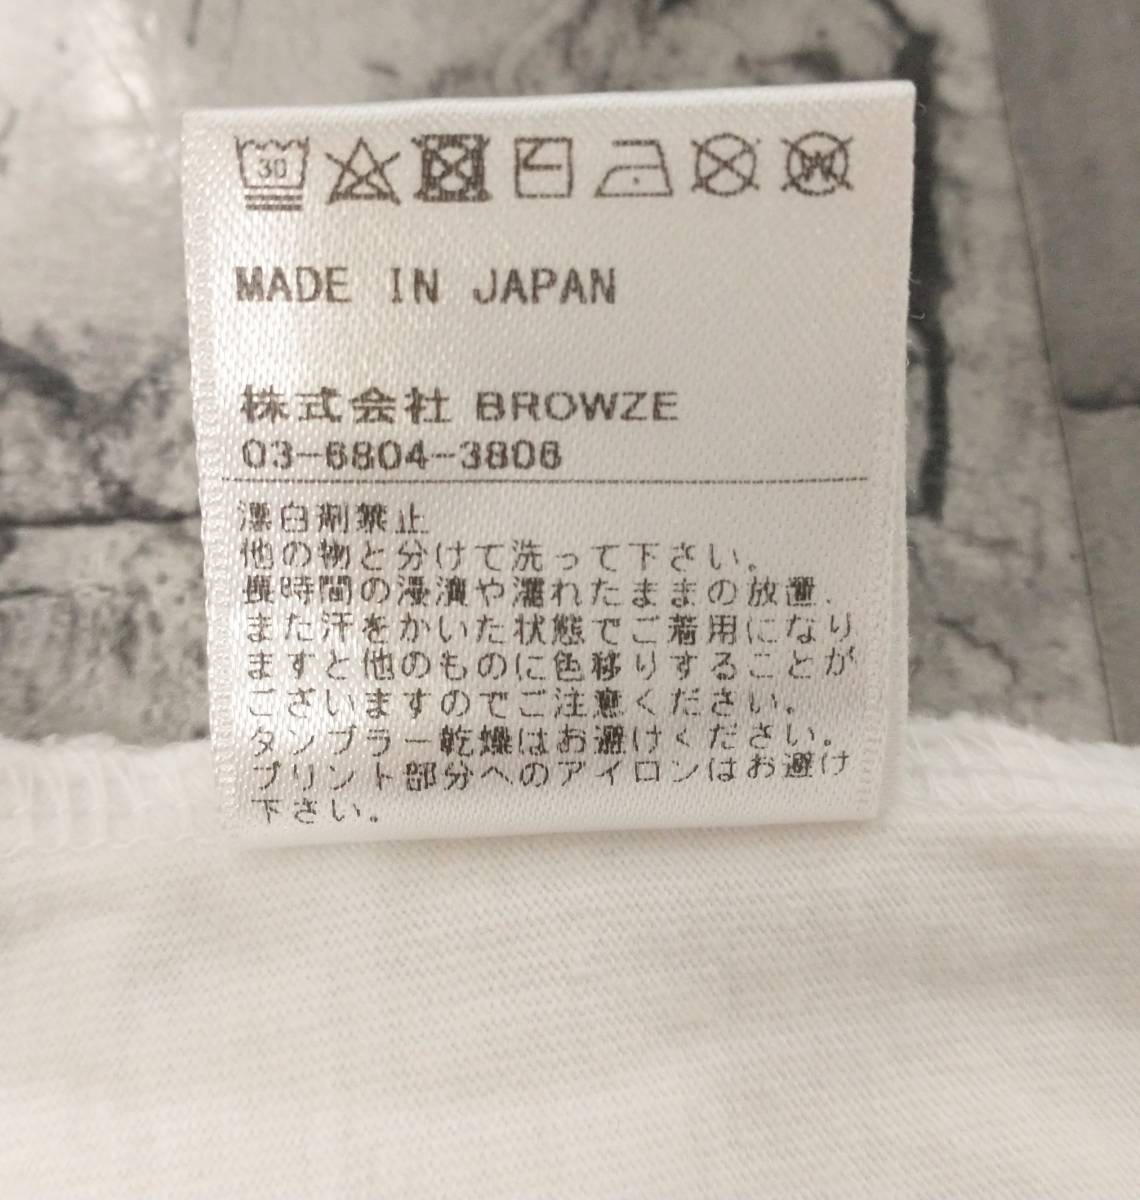 30
W
MADE IN JAPAN
株式会社 BROWZE
03-6804-3806
漂白剤禁止
他の物と分けて洗って下さい。
長時間の浸漬や濡れたままの放置、
また汗をかいた状態でご着用になり
ますと他のものに色移りすることが
ございますのでご注意ください。
タンブラー乾燥はお避けください。
プリント部分へのアイロンはお避け
下さい。